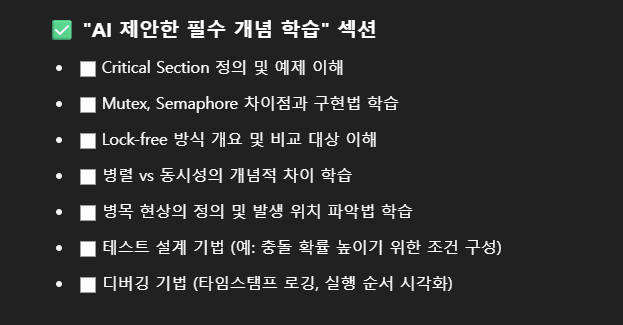 ✅ "AI 제안한 필수 개념 학습" 섹션
• ⬜ Critical Section 정의 및 예제 이해
• ⬜ Mutex, Semaphore 차이점과 구현법 학습
• ⬜ Lock-free 방식 개요 및 비교 대상 이해
• ⬜ 병렬 vs 동시성의 개념적 차이 학습
• ⬜ 병목 현상의 정의 및 발생 위치 파악법 학습
• ⬜ 테스트 설계 기법 (예: 충돌 확률 높이기 위한 조건 구성)
• ⬜ 디버깅 기법 (타임스탬프 로깅, 실행 순서 시각화)